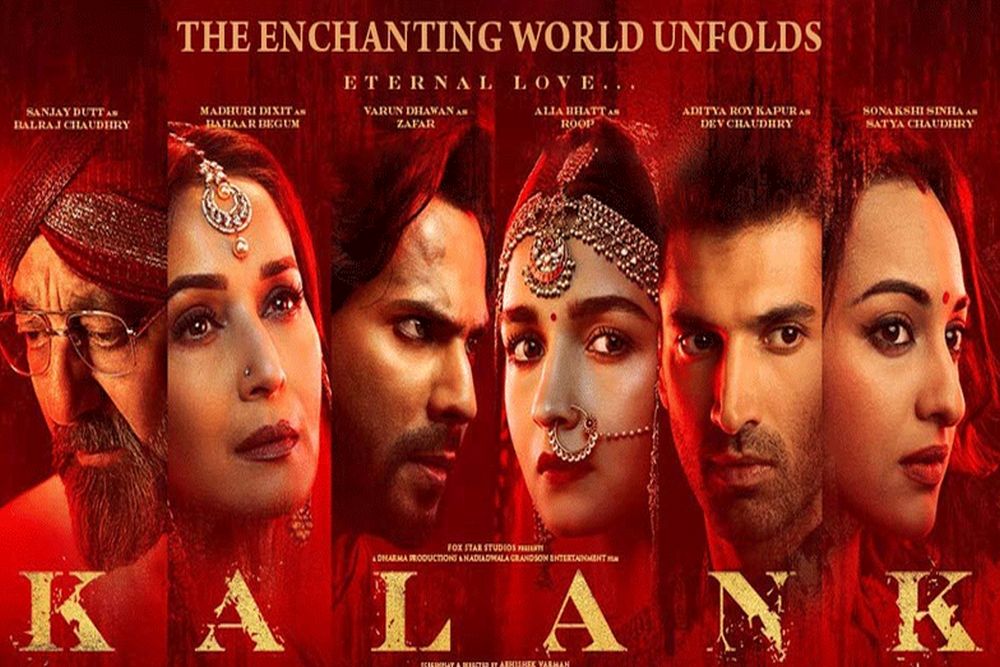 THE ENCHANTING WORLD UNFOLDS
ETERNAL LOVE...
SANJAY DUTT AS
BALRAJ CHAUDHRY
MADHURI DIXIT AS
BAHAAR BEGUM
VARUN DHAWAN AS
ZAFAR
ALIA BHATT AS
ROOP
ADITYA ROY KAPUR AS
DEV CHAUDHRY
SONAKSHI SINHA AS
SATYA CHAUDHRY
FOX STAR STUDIOS PRESENTS
A DHARMA PRODUCTIONS & NADIADWALA GRANDSON ENTERTAINMENT FILM
KALANK
SCREENPLAY & DIRECTED BY ABHISHEK VARMAN